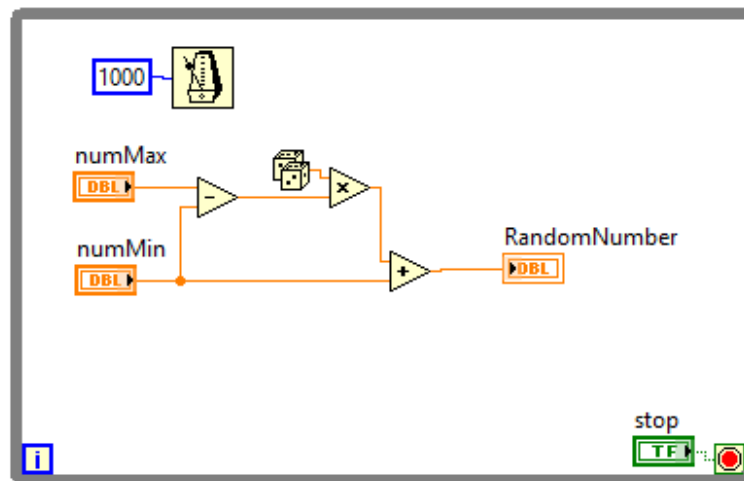 1000
numMax
DBL
-
x
numMin
DBL
+
RandomNumber
DBL
stop
TF
i